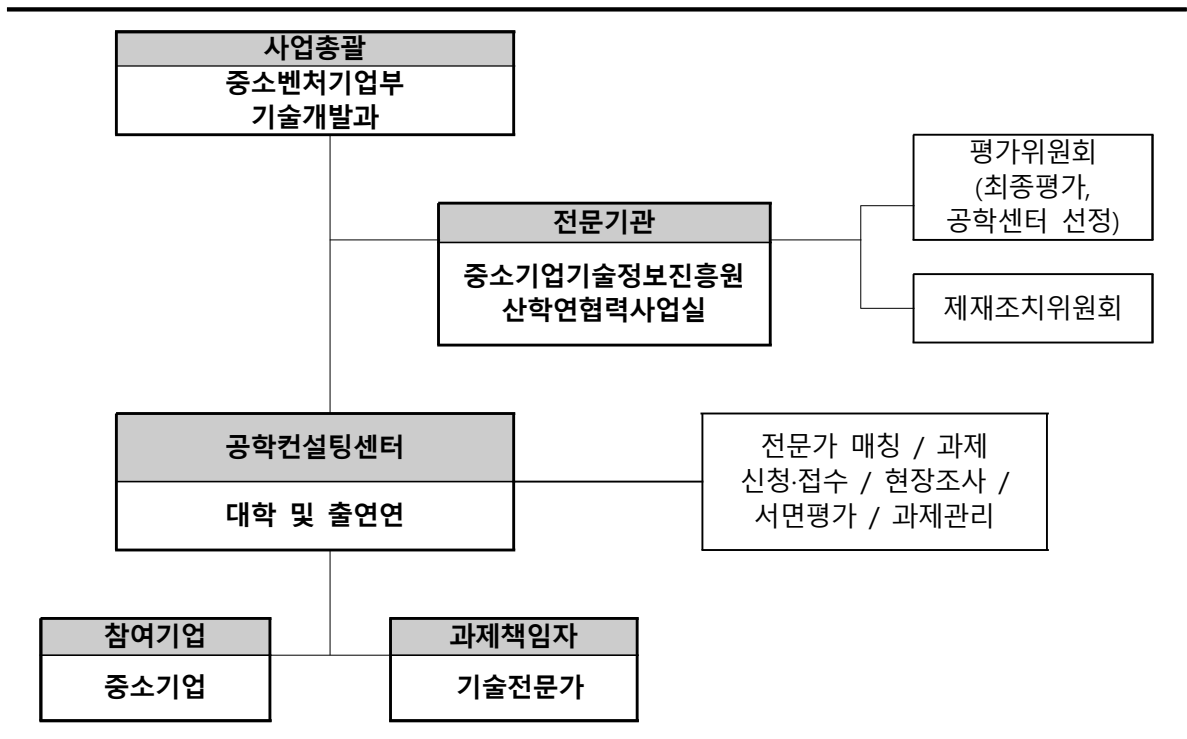 사업총괄
중소벤처기업부
기술개발과
평가위원회
(최종평가,
공학센터 선정)
전문기관
중소기업기술정보진흥원
산학연협력사업실
제재조치위원회
공학컨설팅센터
대학 및 출연연
전문가 매칭 / 과제
신청·접수 / 현장조사 /
서면평가 / 과제관리
참여기업
중소기업
과제책임자
기술전문가